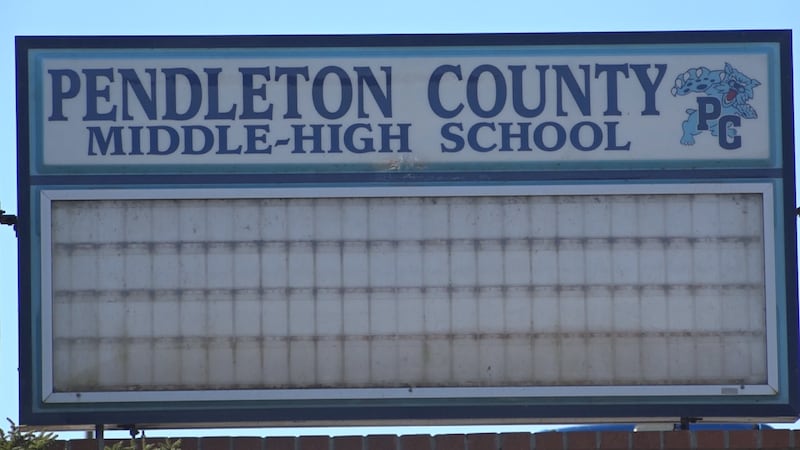 PENDLETON COUNTY
MIDDLE-HIGH SCHOOL
PC